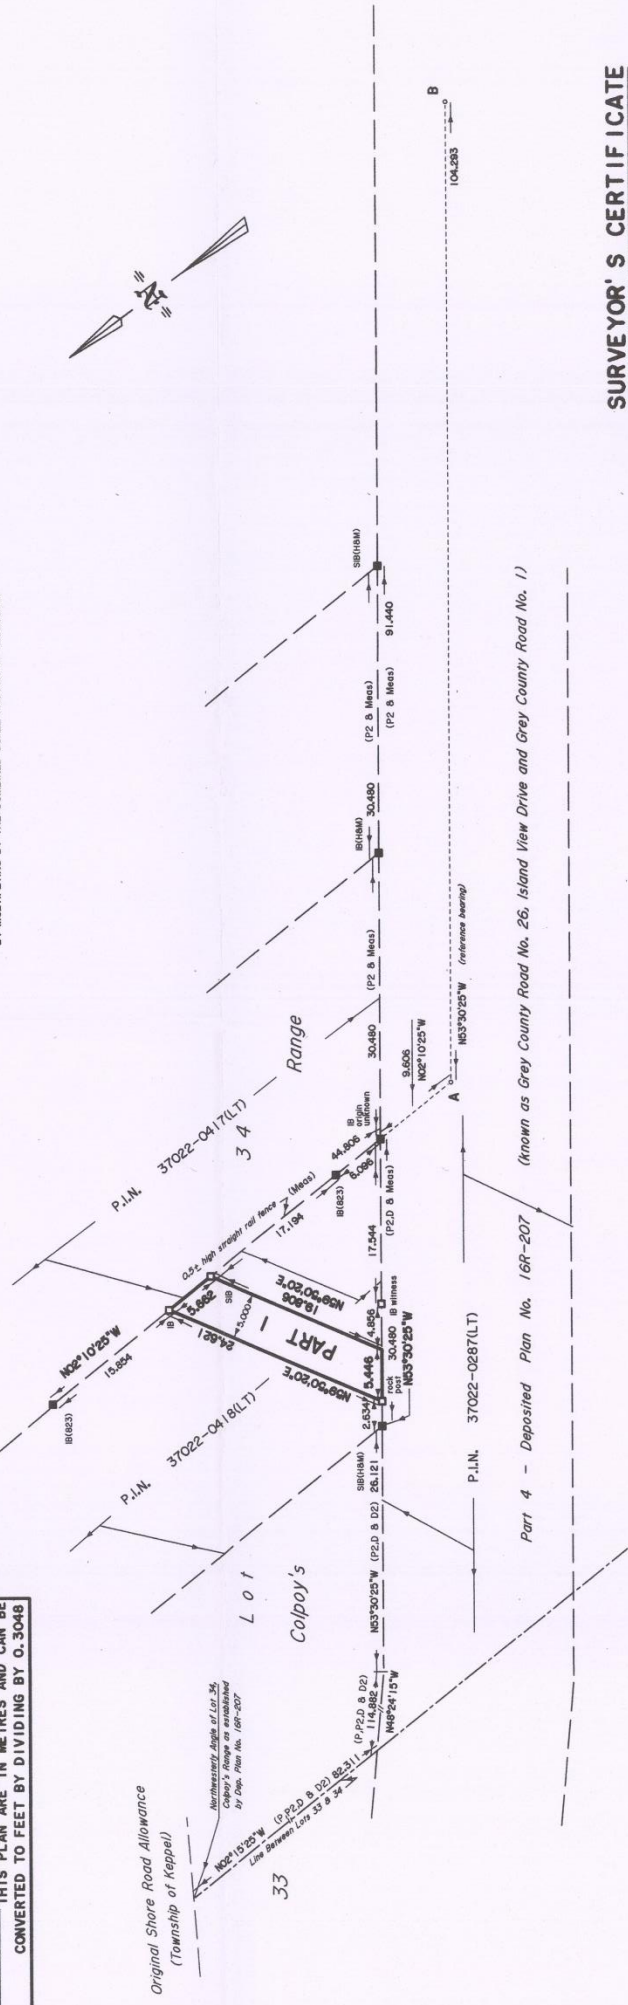 THIS PLAN ARE IN METRES AND CAN BE
CONVERTED TO FEET BY DIVIDING BY 0.3048
Original Shore Road Allowance
(Township of Keppel)
Northwesterly Angle of Lot 34,
Colpoy's Range as established
by Dep. Plan No. 16R-207
N02°15'25"W (P,P2,D & D2) 82.311
Line Between Lots 33 & 34
33
(P,P2,D & D2)
114.882
N48°24'15"W
N53°30'25"W (P2,D & D2)
SIB(H&M) 26.121
Lot
Colpoy's
34
Range
P.I.N. 37022-0418(LT)
P.I.N. 37022-0417(LT)
IB(823)
15.854
N02°10'25"W
IB
5.882
SIB
24.621
N59°50'20"E
5.000
PART 1
19.806
N59°50'20"E
2.634
5.446
4.856
rock
post
30.480
N53°30'25"W
IB witness
0.5± high straight rail fence (Meas)
17.194
IB(823)
44.806
8.096
IB
origin
unknown
17.544
(P2,D & Meas)
30.480
(P2 & Meas)
IB(H&M)
30.480
(P2 & Meas)
(P2 & Meas)
91.440
SIB(H&M)
9.606
N02°10'25"W
A
N53°30'25"W (reference bearing)
104.293
B
N
P.I.N. 37022-0287(LT)
Part 4 - Deposited Plan No. 16R-207 (known as Grey County Road No. 26, Island View Drive and Grey County Road No. 1)
SURVEYOR'S CERTIFICATE